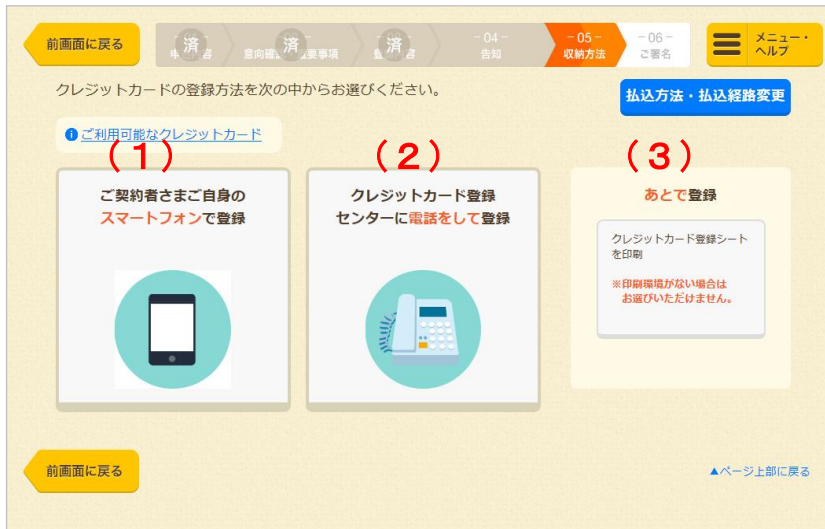 前画面に戻る
済
済
済
- 04 -
告知
- 05 -
収納方法
- 06 -
ご署名
メニュー・
ヘルプ
クレジットカードの登録方法を次の中からお選びください。
払込方法・払込経路変更
ご利用可能なクレジットカード
(1)
(2)
(3)
ご契約者さまご自身の
スマートフォンで登録
クレジットカード登録
センターに電話をして登録
あとで登録
クレジットカード登録シート
を印刷
※印刷環境がない場合は
お選びいただけません。
前画面に戻る
▲ページ上部に戻る